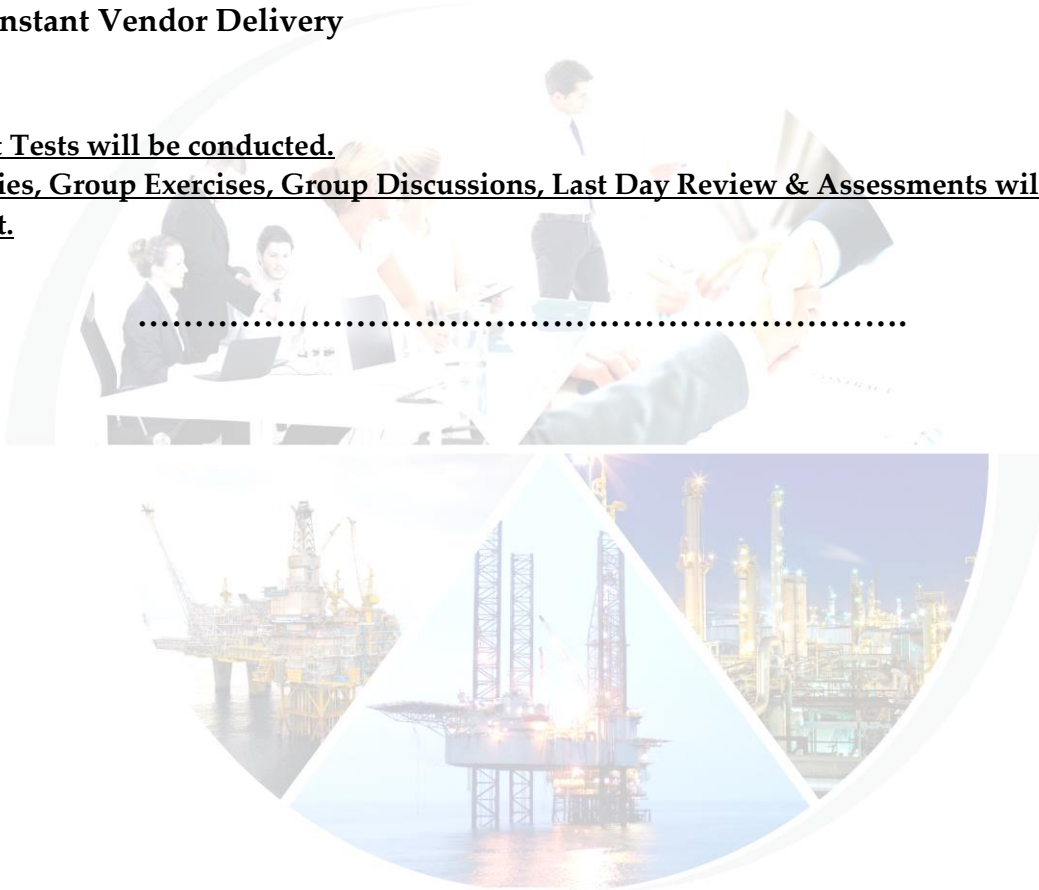 nstant Vendor Delivery
t Tests will be conducted.
ies, Group Exercises, Group Discussions, Last Day Review & Assessments wil
t.
………………………………………………………….